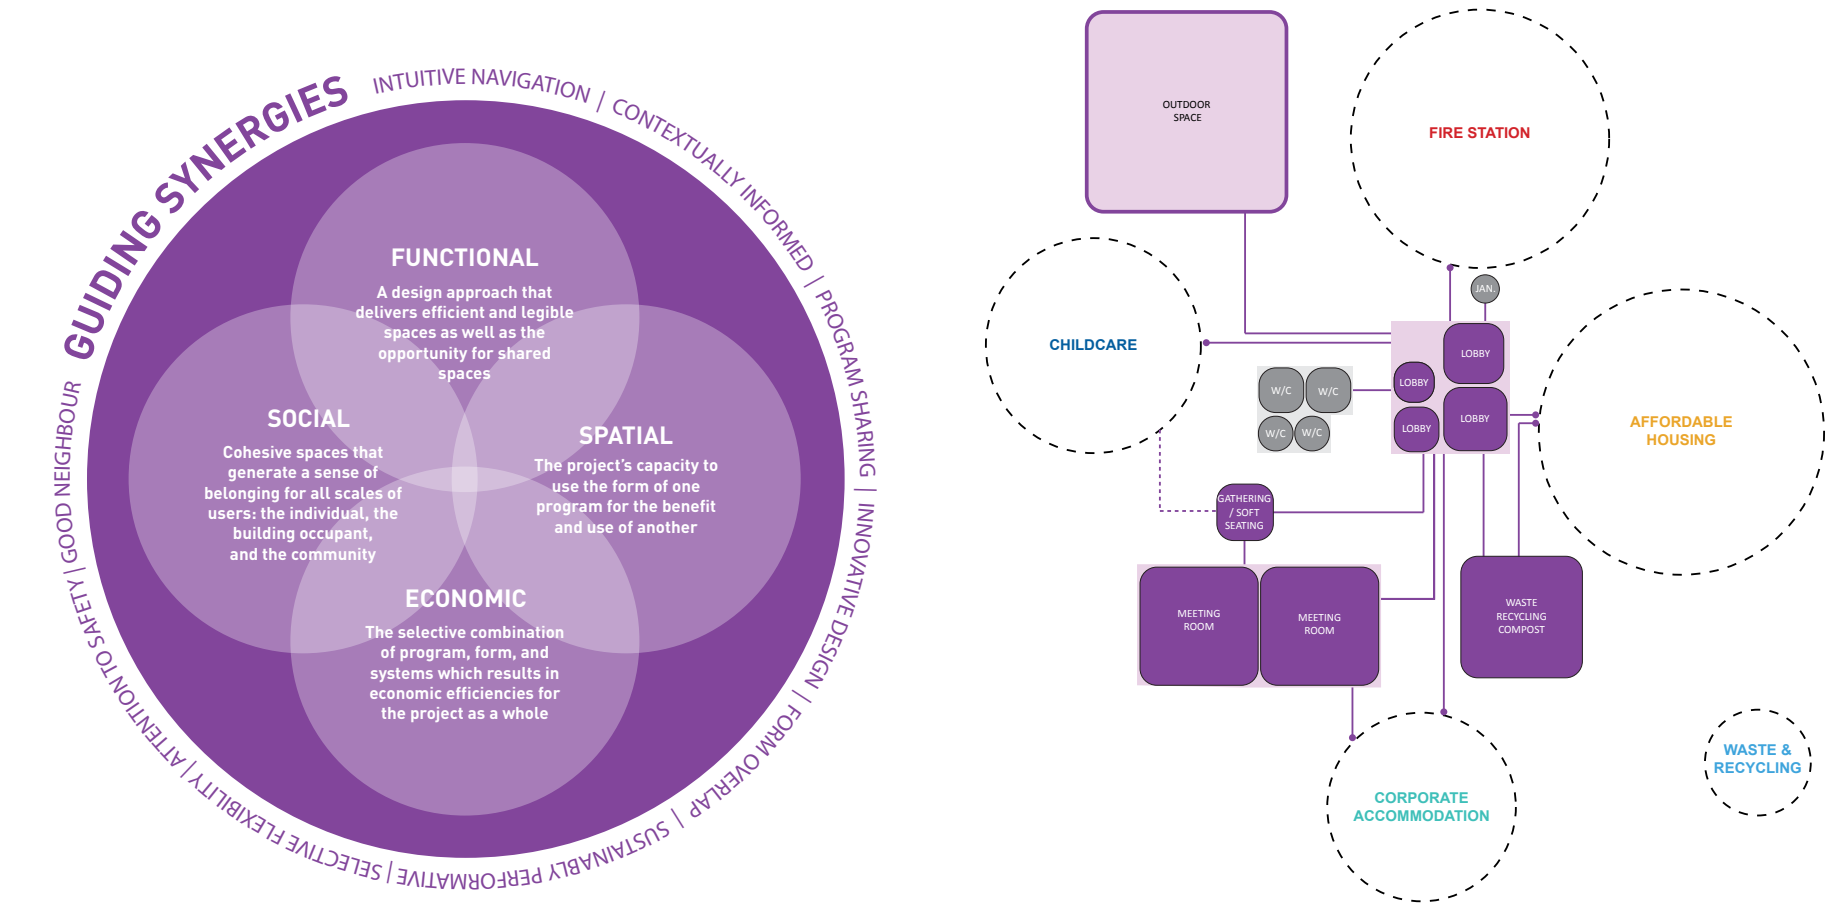 GUIDING SYNERGIES
INTUITIVE NAVIGATION | CONTEXTUALLY INFORMED | PROGRAM SHARING | INNOVATIVE DESIGN | FORM OVERLAP | SUSTAINABLY PERFORMATIVE | SELECTIVE FLEXIBILITY | ATTENTION TO SAFETY | GOOD NEIGHBOUR
FUNCTIONAL
A design approach that
delivers efficient and legible
spaces as well as the
opportunity for shared
spaces
SOCIAL
Cohesive spaces that
generate a sense of
belonging for all scales of
users: the individual, the
building occupant,
and the community
SPATIAL
The project's capacity to
use the form of one
program for the benefit
and use of another
ECONOMIC
The selective combination
of program, form, and
systems which results in
economic efficiencies for
the project as a whole
OUTDOOR
SPACE
FIRE STATION
CHILDCARE
JAN.
LOBBY
LOBBY
LOBBY
LOBBY
W/C
W/C
W/C
W/C
AFFORDABLE
HOUSING
GATHERING
/ SOFT
SEATING
MEETING
ROOM
MEETING
ROOM
WASTE
RECYCLING
COMPOST
CORPORATE
ACCOMMODATION
WASTE &
RECYCLING